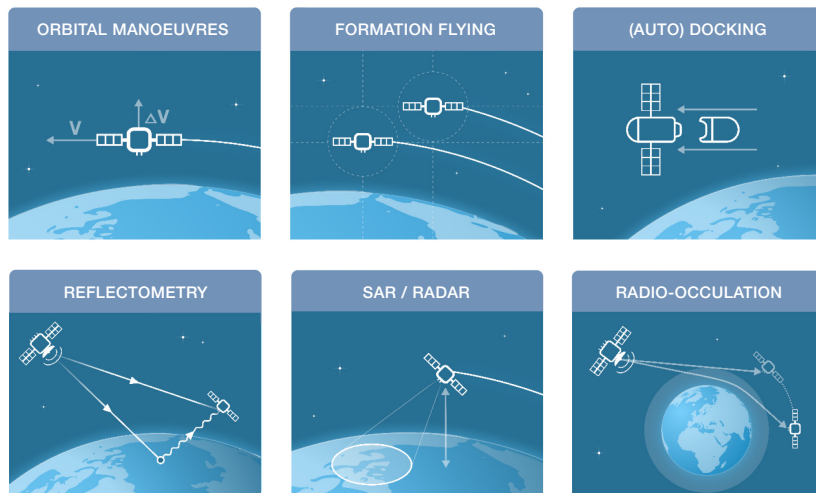 ORBITAL MANOEUVRES
V
ΔV
FORMATION FLYING
(AUTO) DOCKING
REFLECTOMETRY
SAR / RADAR
RADIO-OCCULATION